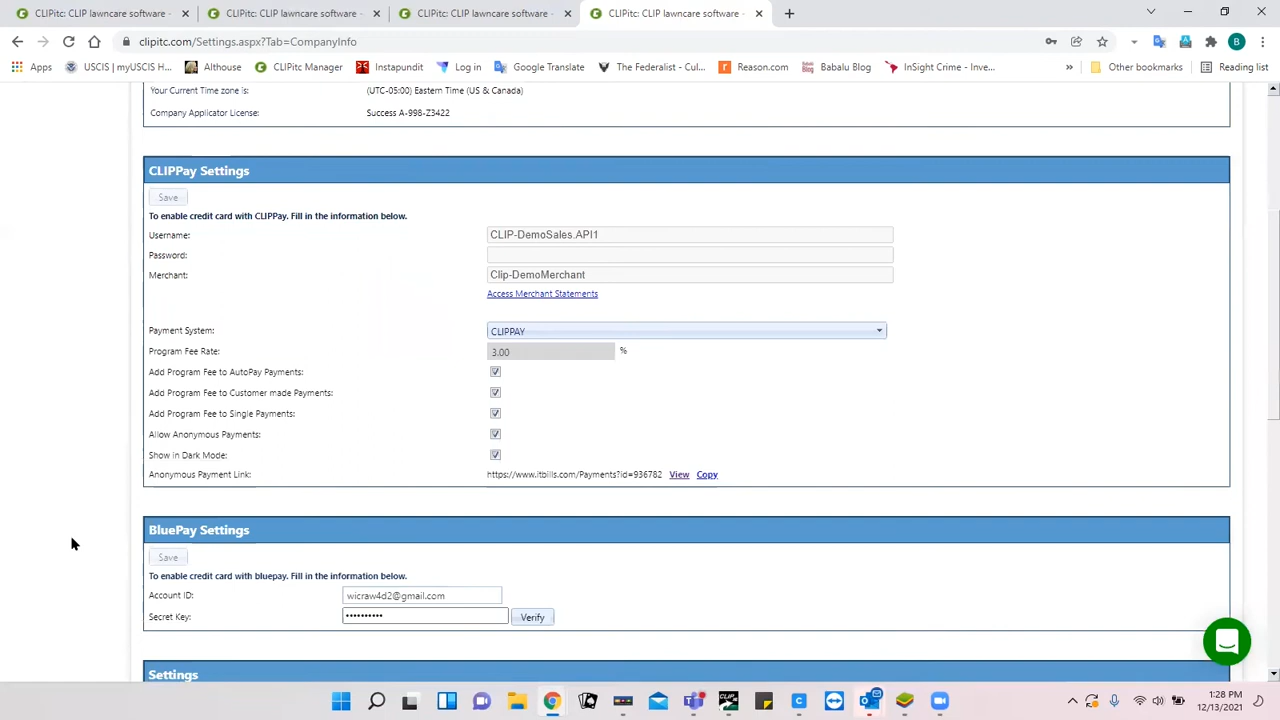 CLIPitc: CLIP lawncare software -
CLIPitc: CLIP lawncare software -
CLIPitc: CLIP lawncare software -
CLIPitc: CLIP lawncare software -
clipitc.com/Settings.aspx?Tab=CompanyInfo
B
Apps
USCIS | myUSCIS H...
Althouse
CLIPitc Manager
Instapundit
Log in
Google Translate
The Federalist - Cul...
Reason.com
Babalu Blog
InSight Crime - Inve...
»
Other bookmarks
Reading list
Your Current Time zone is: (UTC-05:00) Eastern Time (US & Canada)
Company Applicator License: Success A-998-Z3422
CLIPPay Settings
Save
To enable credit card with CLIPPay. Fill in the information below.
Username: CLIP-DemoSales.API1
Password:
Merchant: Clip-DemoMerchant
Access Merchant Statements
Payment System: CLIPPAY
Program Fee Rate: 3.00 %
Add Program Fee to AutoPay Payments:
Add Program Fee to Customer made Payments:
Add Program Fee to Single Payments:
Allow Anonymous Payments:
Show in Dark Mode:
Anonymous Payment Link: https://www.itbills.com/Payments?id=936782 View Copy
BluePay Settings
Save
To enable credit card with bluepay. Fill in the information below.
Account ID: wicraw4d2@gmail.com
Secret Key: •••••••••• Verify
Settings
1:28 PM
12/13/2021